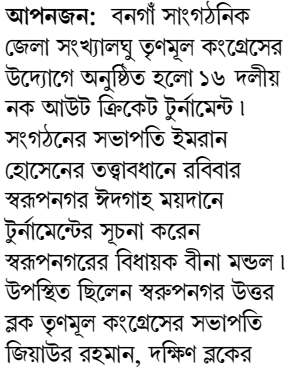 আপনজন: বনগাঁ সাংগঠনিক
জেলা সংখ্যালঘু তৃণমূল কংগ্রেসের
উদ্যোগে অনুষ্ঠিত হলো ১৬ দলীয়
নক আউট ক্রিকেট টুর্নামেন্ট।
সংগঠনের সভাপতি ইমরান
হোসেনের তত্ত্বাবধানে রবিবার
স্বরূপনগর ঈদগাহ ময়দানে
টুর্নামেন্টের সূচনা করেন
স্বরূপনগরের বিধায়ক বীনা মন্ডল।
উপস্থিত ছিলেন স্বরুপনগর উত্তর
ব্লক তৃণমূল কংগ্রেসের সভাপতি
জিয়াউর রহমান, দক্ষিণ ব্লকের